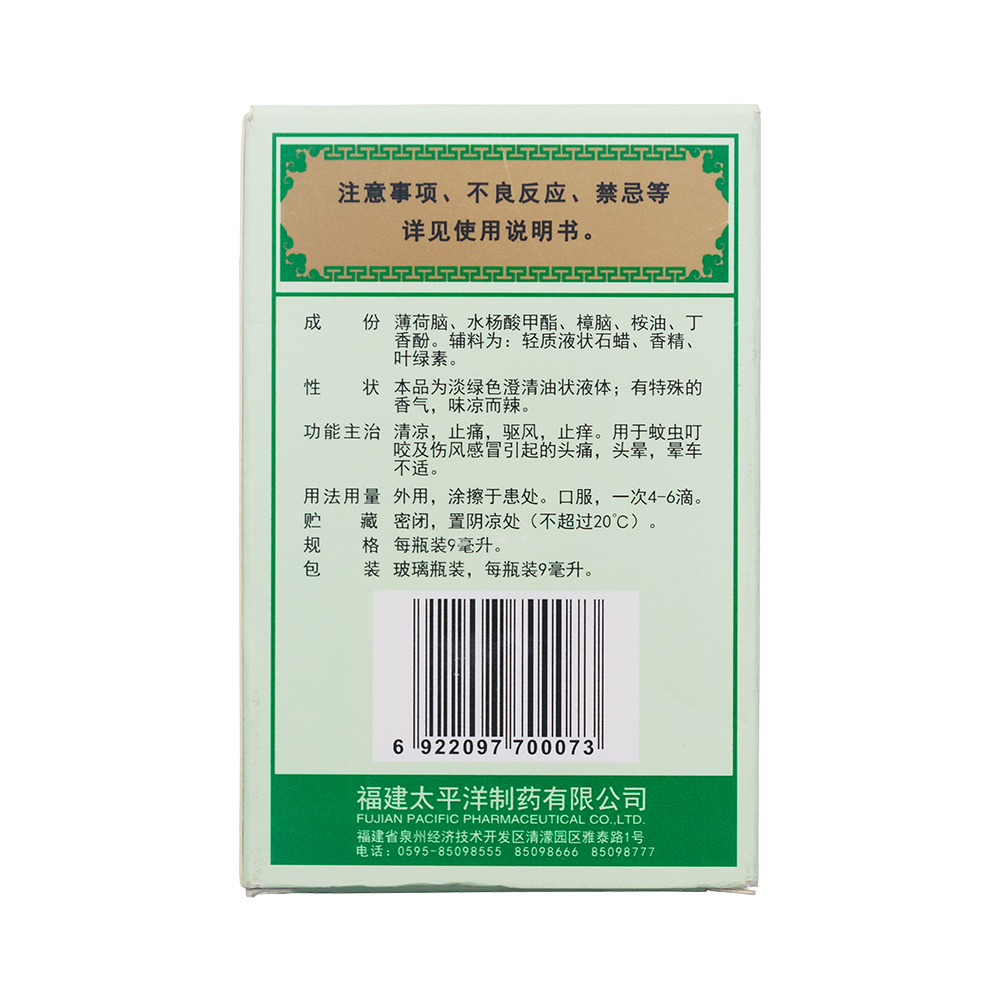 注意事项、不良反应、禁忌等
详见使用说明书。
成 份 薄荷脑、水杨酸甲酯、樟脑、桉油、丁
香酚。辅料为：轻质液状石蜡、香精、
叶绿素。
性 状 本品为淡绿色澄清油状液体；有特殊的
香气，味凉而辣。
功能主治 清凉，止痛，驱风，止痒。用于蚊虫叮
咬及伤风感冒引起的头痛，头晕，晕车
不适。
用法用量 外用，涂擦于患处。口服，一次4-6滴。
贮 藏 密闭，置阴凉处（不超过20℃）。
规 格 每瓶装9毫升。
包 装 玻璃瓶装，每瓶装9毫升。
6 922097 700073
福建太平洋制药有限公司
FUJIAN PACIFIC PHARMACEUTICAL CO.,LTD.
福建省泉州经济技术开发区清濛园区雅泰路1号
电话：0595-85098555 85098666 85098777